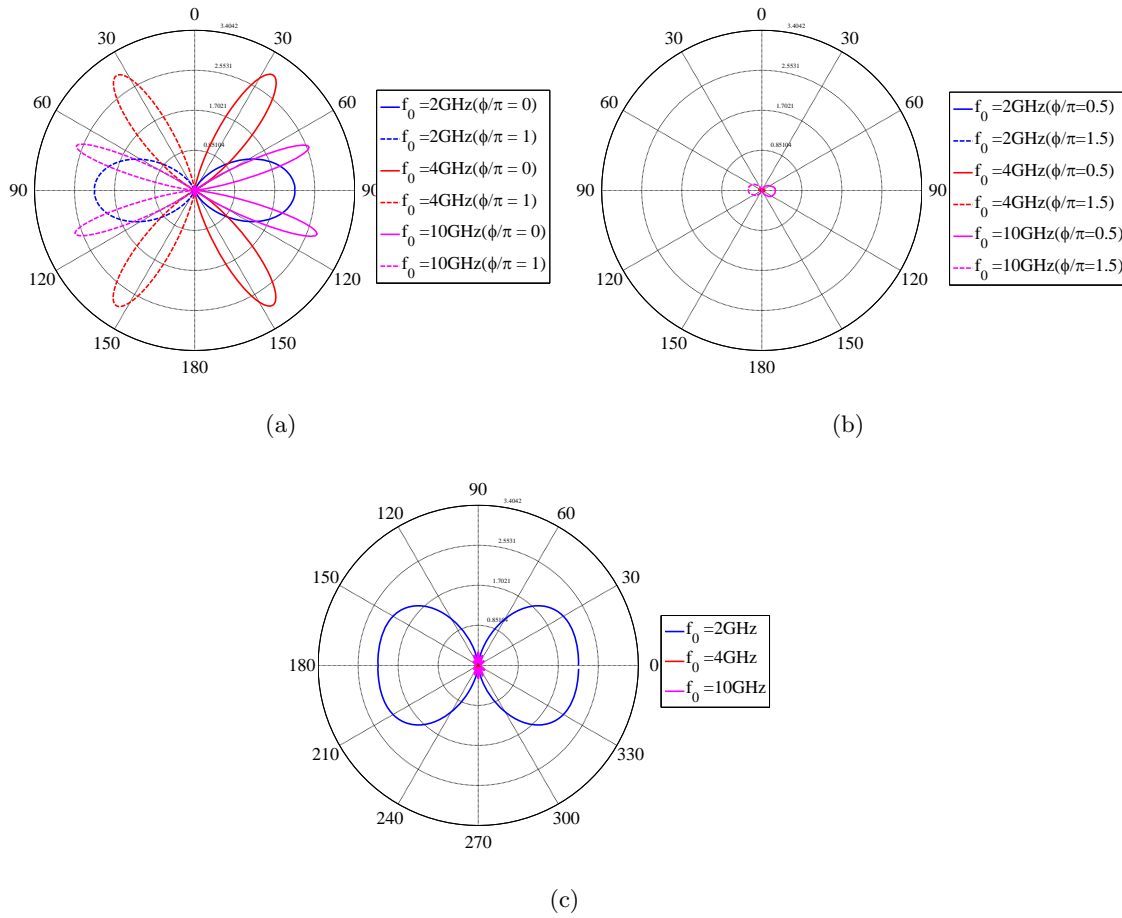 0
30
30
60
60
90
90
120
120
150
150
180
3.4042
2.5531
1.7021
0.85104
f0 =2GHz(ϕ/π = 0)
f0 =2GHz(ϕ/π = 1)
f0 =4GHz(ϕ/π = 0)
f0 =4GHz(ϕ/π = 1)
f0 =10GHz(ϕ/π = 0)
f0 =10GHz(ϕ/π = 1)
(a)
0
30
30
60
60
90
90
120
120
150
150
180
3.4042
2.5531
1.7021
0.85104
f0 =2GHz(ϕ/π=0.5)
f0 =2GHz(ϕ/π=1.5)
f0 =4GHz(ϕ/π=0.5)
f0 =4GHz(ϕ/π=1.5)
f0 =10GHz(ϕ/π=0.5)
f0 =10GHz(ϕ/π=1.5)
(b)
90
120
60
150
30
180
0
210
330
240
300
270
3.4042
2.5531
1.7021
0.85104
f0 =2GHz
f0 =4GHz
f0 =10GHz
(c)